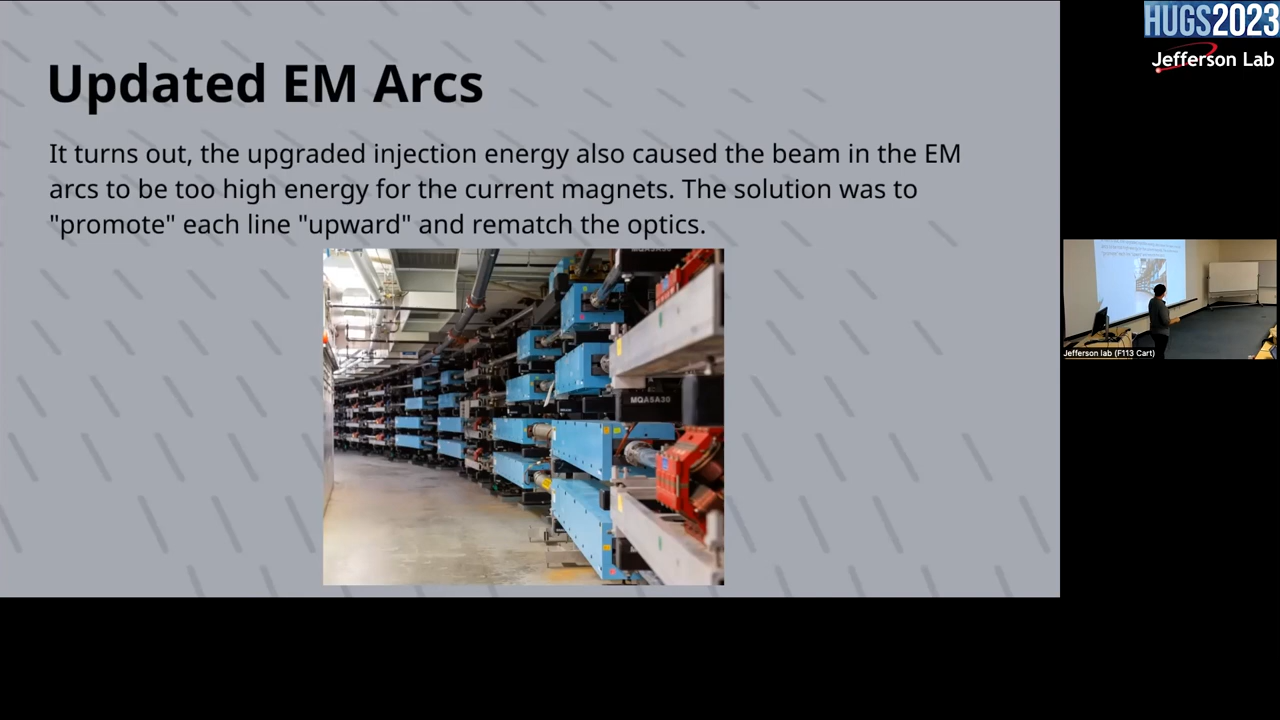 HUGS2023
Jefferson Lab
Updated EM Arcs
It turns out, the upgraded injection energy also caused the beam in the EM
arcs to be too high energy for the current magnets. The solution was to
"promote" each line "upward" and rematch the optics.
MQA5A30
Jefferson lab (F113 Cart)